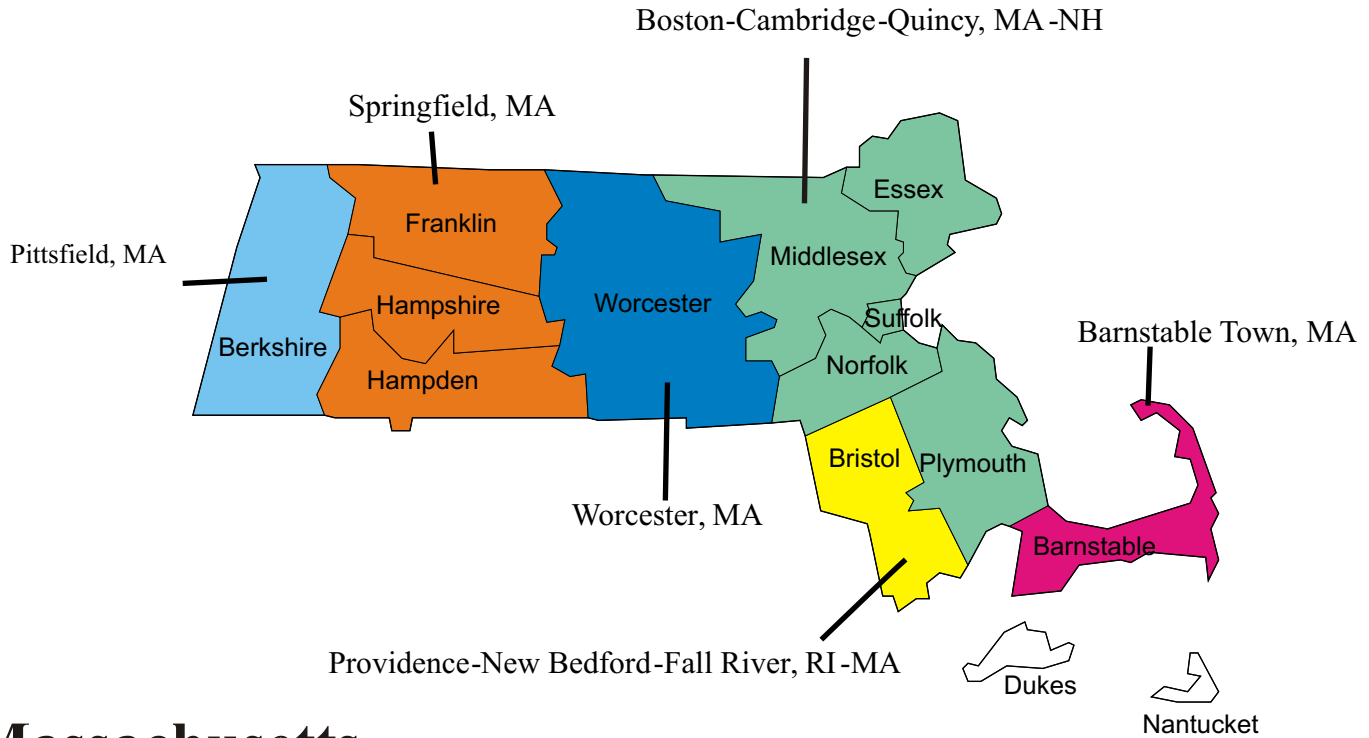 Boston-Cambridge-Quincy, MA-NH
Springfield, MA
Essex
Franklin
Pittsfield, MA
Middlesex
Hampshire
Worcester
Suffolk
Barnstable Town, MA
Berkshire
Norfolk
Hampden
Bristol
Plymouth
Worcester, MA
Barnstable
Providence-New Bedford-Fall River, RI-MA
Dukes
Nantucket
Massachusetts